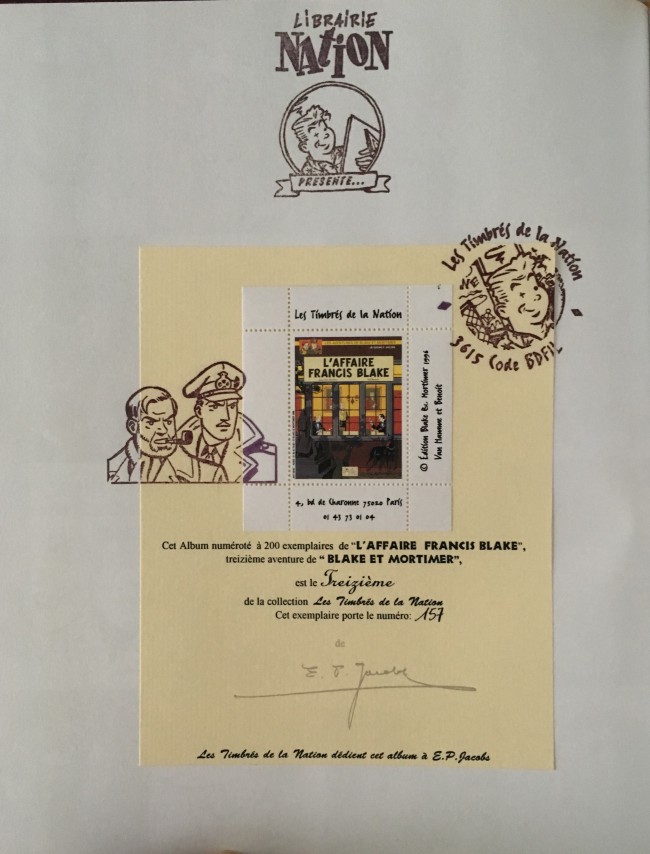 LIBRAIRIE
NATION
PRESENTE...
Les Timbrés de la Nation
3615 Code BDFIL
Les Timbrés de la Nation
L'AFFAIRE
FRANCIS BLAKE
© Édition Blake & Mortimer 1996
Van Hamme et Benoit
4, bd de Charonne 75020 Paris
01 43 73 01 04
Cet Album numéroté à 200 exemplaires de "L'AFFAIRE FRANCIS BLAKE",
treizième aventure de " BLAKE ET MORTIMER",
est le Treizième
de la collection Les Timbrés de la Nation
Cet exemplaire porte le numéro: 157
de
E. P. Jacobs
Les Timbrés de la Nation dédient cet album à E.P.Jacobs